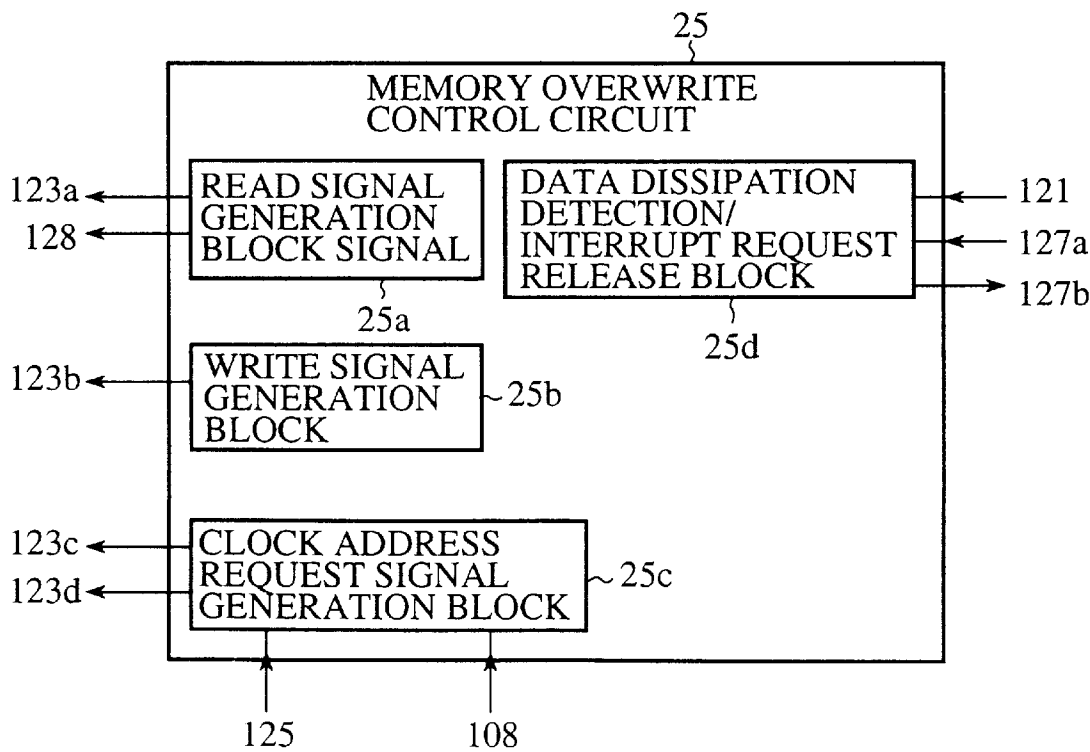 25
MEMORY OVERWRITE
CONTROL CIRCUIT
123a
128
READ SIGNAL
GENERATION
BLOCK SIGNAL
25a
DATA DISSIPATION
DETECTION/
INTERRUPT REQUEST
RELEASE BLOCK
25d
121
127a
127b
123b
WRITE SIGNAL
GENERATION
BLOCK
25b
123c
123d
CLOCK ADDRESS
REQUEST SIGNAL
GENERATION BLOCK
25c
125
108